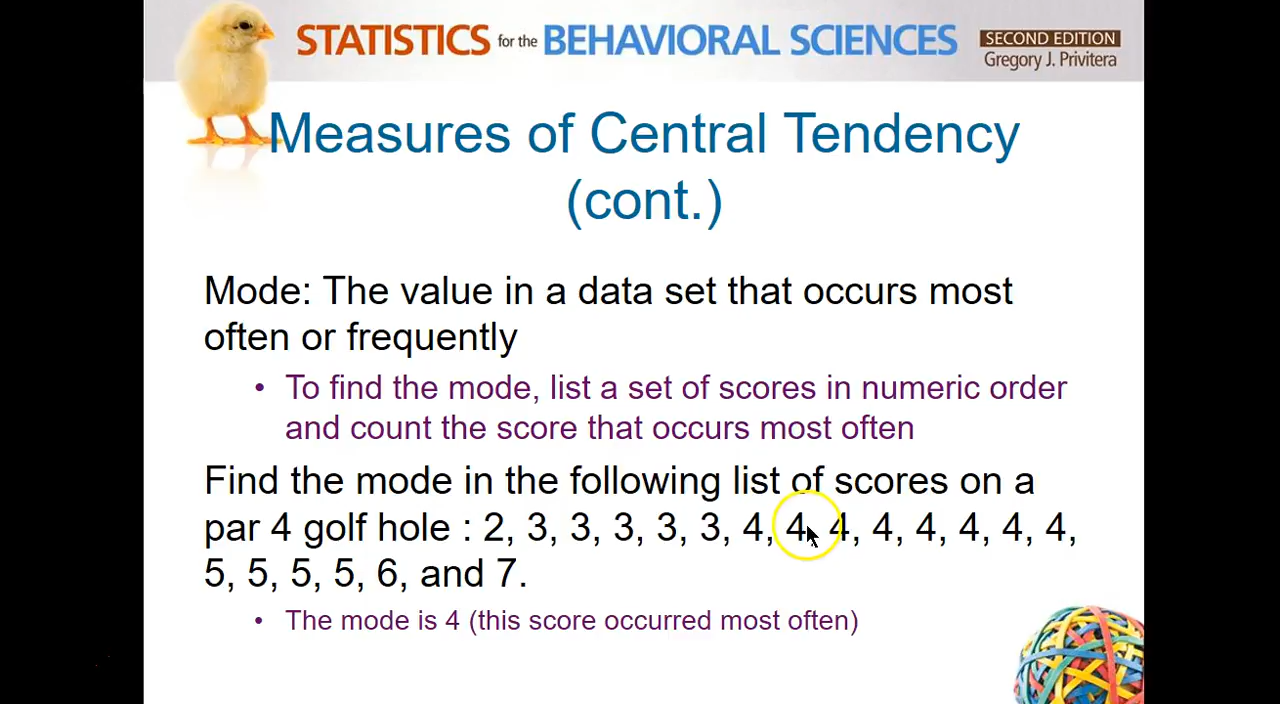 STATISTICS for the BEHAVIORAL SCIENCES SECOND EDITION
Gregory J. Privitera
Measures of Central Tendency
(cont.)
Mode: The value in a data set that occurs most
often or frequently
• To find the mode, list a set of scores in numeric order
and count the score that occurs most often
Find the mode in the following list of scores on a
par 4 golf hole : 2, 3, 3, 3, 3, 3, 4, 4, 4, 4, 4, 4, 4, 4,
5, 5, 5, 5, 6, and 7.
• The mode is 4 (this score occurred most often)